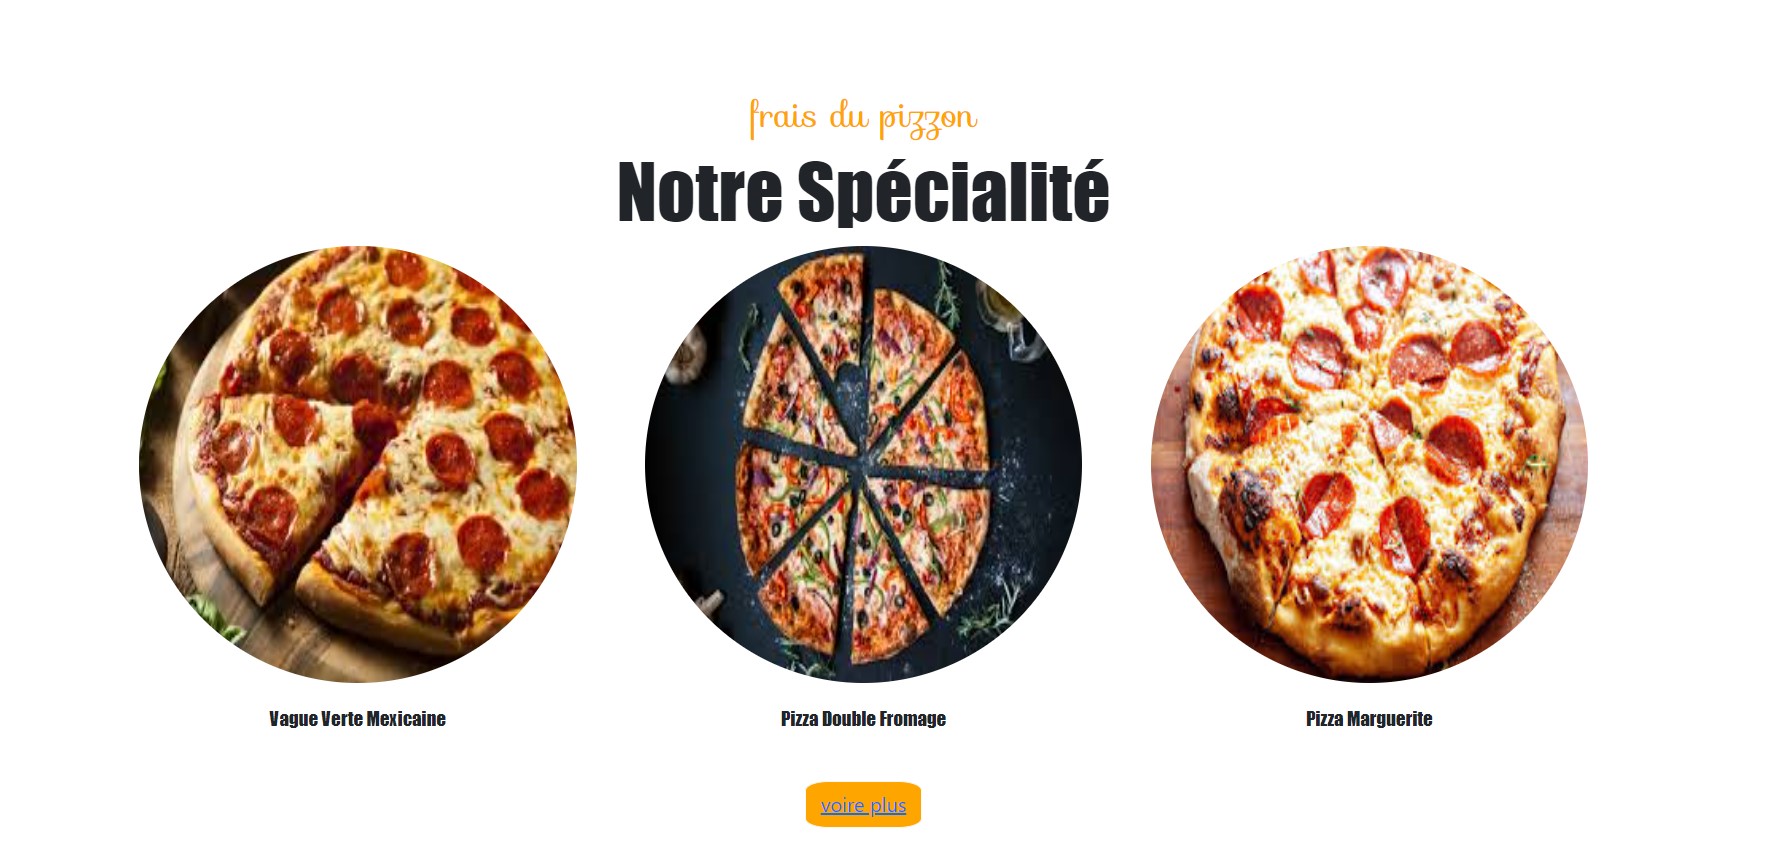 frais du pizzon
Notre Spécialité
Vague Verte Mexicaine
Pizza Double Fromage
Pizza Marguerite
voire plus